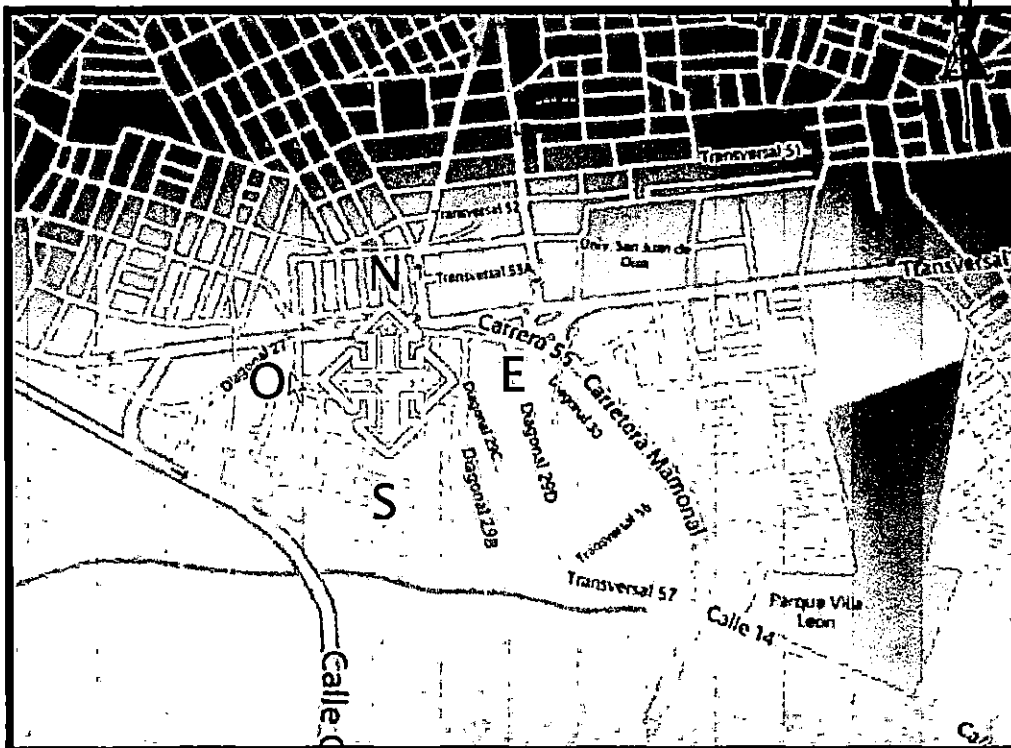 Transversal 51
Transversal 52
Univ. San Juan de
N
Transversal 53A
Transversal
Carrera 55 - Carretera Mamonal
Diagonal 27
O
E
Diagonal 29C
Diagonal 30
Diagonal 29D
Diagonal 29B
S
Transversal 56
Transversal 57
Parque Villa
Leon
Calle 14
Calle